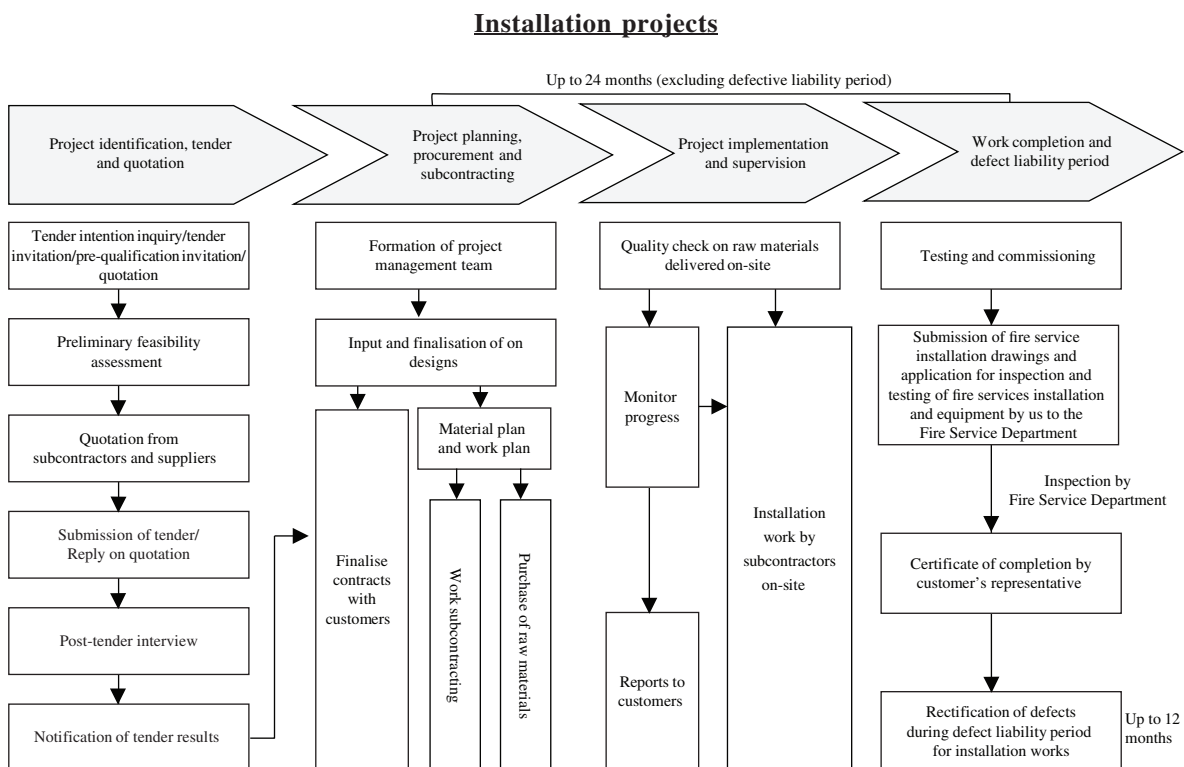 Installation projects
Up to 24 months (excluding defective liability period)
Project identification, tender
and quotation
Project planning,
procurement and
subcontracting
Project implementation
and supervision
Work completion and
defect liability period
Tender intention inquiry/tender
invitation/pre-qualification invitation/
quotation
Preliminary feasibility
assessment
Quotation from
subcontractors and suppliers
Submission of tender/
Reply on quotation
Post-tender interview
Notification of tender results
Formation of project
management team
Input and finalisation of on
designs
Finalise
contracts
with
customers
Material plan
and work plan
Work subcontracting
Purchase of raw materials
Quality check on raw materials
delivered on-site
Monitor
progress
Reports to
customers
Installation
work by
subcontractors
on-site
Testing and commissioning
Submission of fire service
installation drawings and
application for inspection and
testing of fire services installation
and equipment by us to the
Fire Service Department
Inspection by
Fire Service Department
Certificate of completion by
customer's representative
Rectification of defects
during defect liability period
for installation works
Up to 12
months